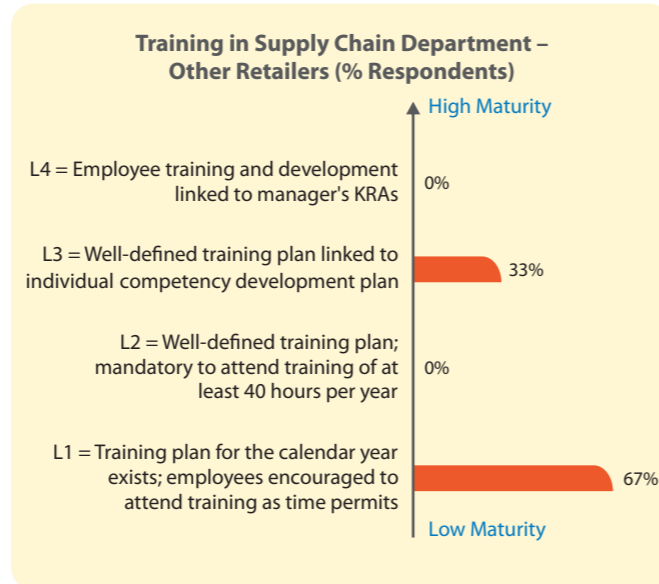 Training in Supply Chain Department –
Other Retailers (% Respondents)
High Maturity
L4 = Employee training and development
linked to manager's KRAs
0%
L3 = Well-defined training plan linked to
individual competency development plan
33%
L2 = Well-defined training plan;
mandatory to attend training of at
least 40 hours per year
0%
L1 = Training plan for the calendar year
exists; employees encouraged to
attend training as time permits
67%
Low Maturity